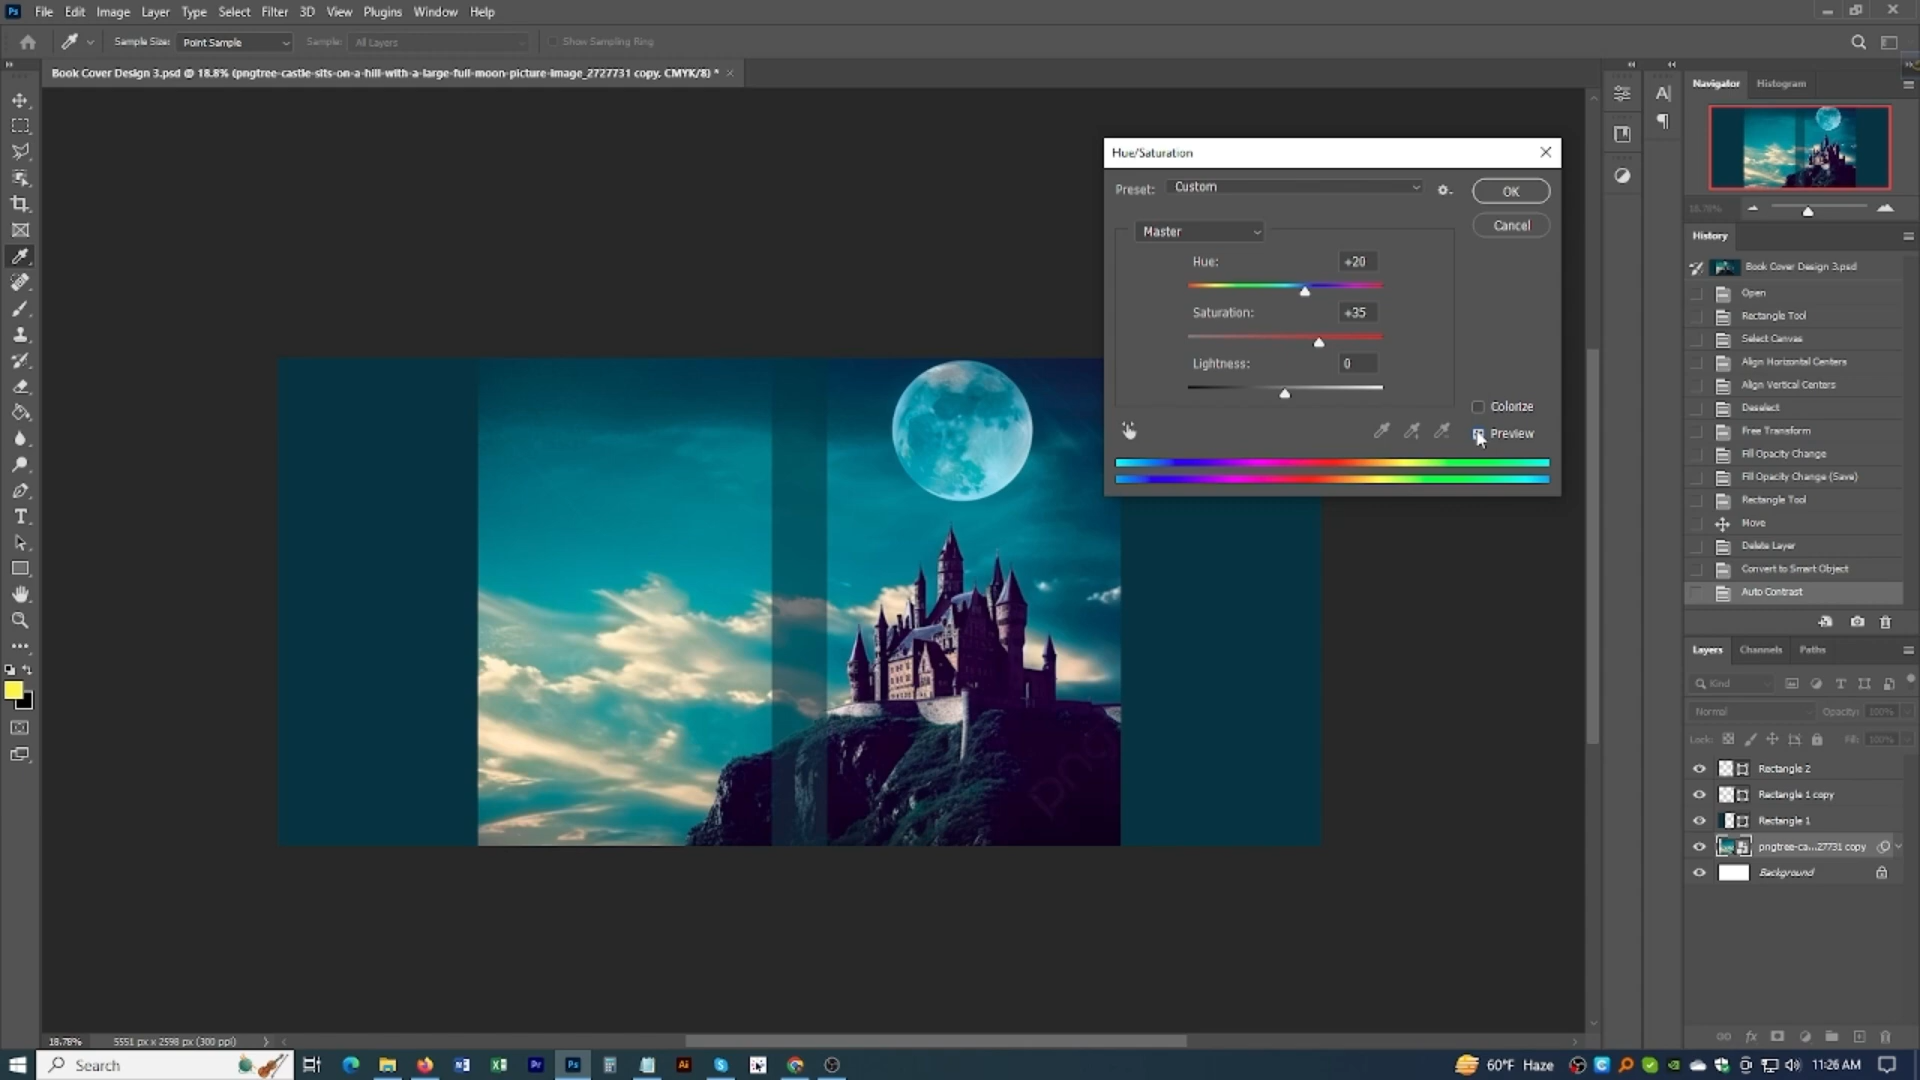 Ps File Edit Image Layer Type Select Filter 3D View Plugins Window Help
Sample Size: Point Sample Sample: All Layers Show Sampling Ring
Book Cover Design 3.psd @ 18.8% (pngtree-castle-sits-on-a-hill-with-a-large-full-moon-picture-image_2727731 copy, CMYK/8) *
Navigator Histogram
18.78%
Hue/Saturation
Preset: Custom
OK
Cancel
Master
Hue: +20
Saturation: +35
Lightness: 0
Colorize
Preview
History
Book Cover Design 3.psd
Open
Rectangle Tool
Select Canvas
Align Horizontal Centers
Align Vertical Centers
Deselect
Free Transform
Fill Opacity Change
Fill Opacity Change (Save)
Rectangle Tool
Move
Delete Layer
Convert to Smart Object
Auto Contrast
Layers Channels Paths
Kind
Normal Opacity: 100%
Lock: Fill: 100%
Rectangle 2
Rectangle 1 copy
Rectangle 1
pngtree-ca...27731 copy
Background
18.78% 5551 px x 2598 px (300 ppi)
Search
Pr Ps Ai
60°F Haze
11:26 AM